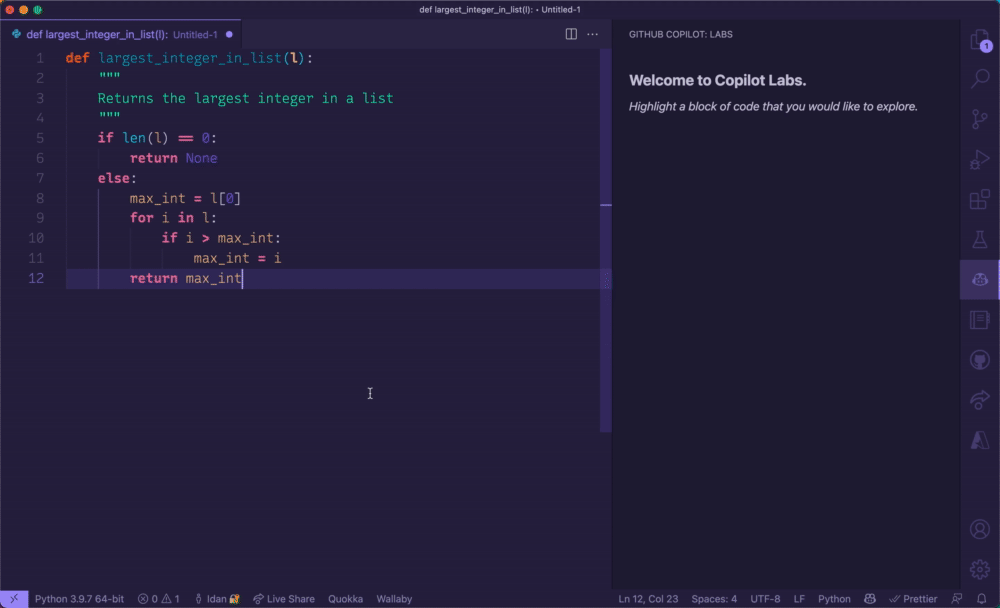 def largest_integer_in_list(l): • Untitled-1
def largest_integer_in_list(l): Untitled-1 ●
1 def largest_integer_in_list(l):
2 """
3 Returns the largest integer in a list
4 """
5 if len(l) == 0:
6 return None
7 else:
8 max_int = l[0]
9 for i in l:
10 if i > max_int:
11 max_int = i
12 return max_int
GITHUB COPILOT: LABS
Welcome to Copilot Labs.
Highlight a block of code that you would like to explore.
1
Python 3.9.7 64-bit 0 1 Idan Live Share Quokka Wallaby Ln 12, Col 23 Spaces: 4 UTF-8 LF Python Prettier